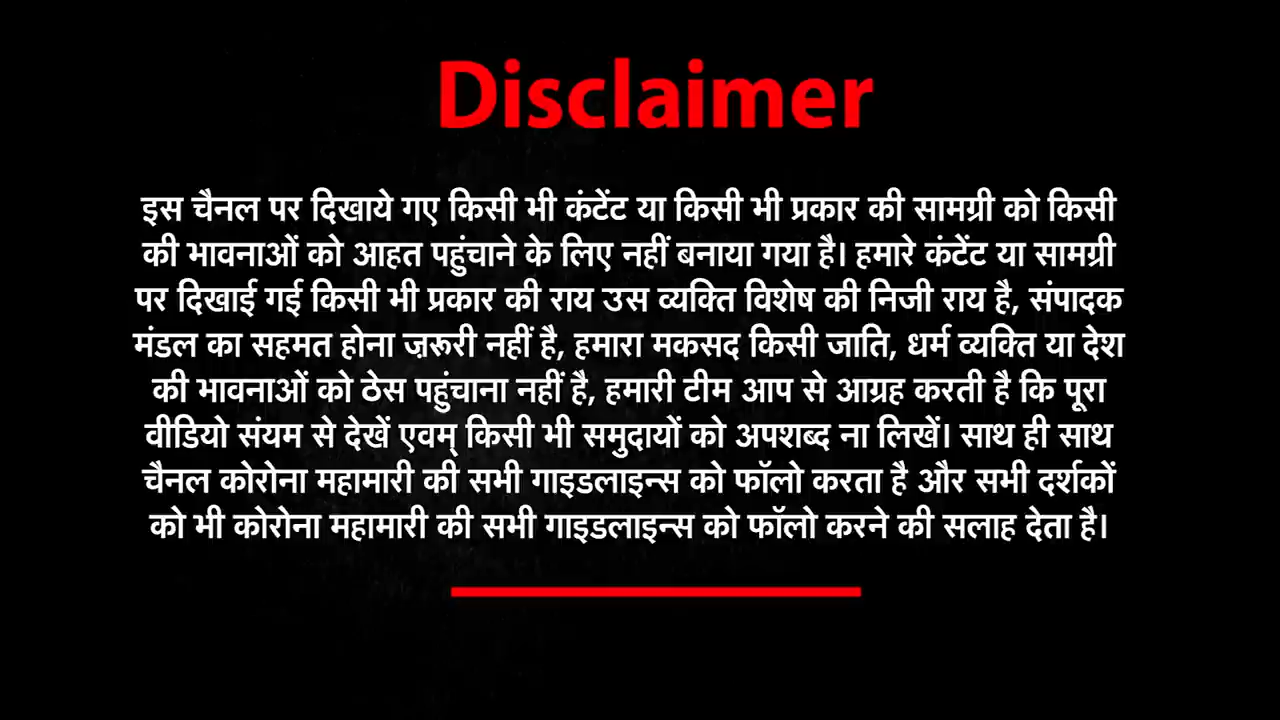 Disclaimer
इस चैनल पर दिखाये गए किसी भी कंटेंट या किसी भी प्रकार की सामग्री को किसी
की भावनाओं को आहत पहुंचाने के लिए नहीं बनाया गया है। हमारे कंटेंट या सामग्री
पर दिखाई गई किसी भी प्रकार की राय उस व्यक्ति विशेष की निजी राय है, संपादक
मंडल का सहमत होना ज़रूरी नहीं है, हमारा मकसद किसी जाति, धर्म व्यक्ति या देश
की भावनाओं को ठेस पहुंचाना नहीं है, हमारी टीम आप से आग्रह करती है कि पूरा
वीडियो संयम से देखें एवम् किसी भी समुदायों को अपशब्द ना लिखें। साथ ही साथ
चैनल कोरोना महामारी की सभी गाइडलाइन्स को फॉलो करता है और सभी दर्शकों
को भी कोरोना महामारी की सभी गाइडलाइन्स को फॉलो करने की सलाह देता है।